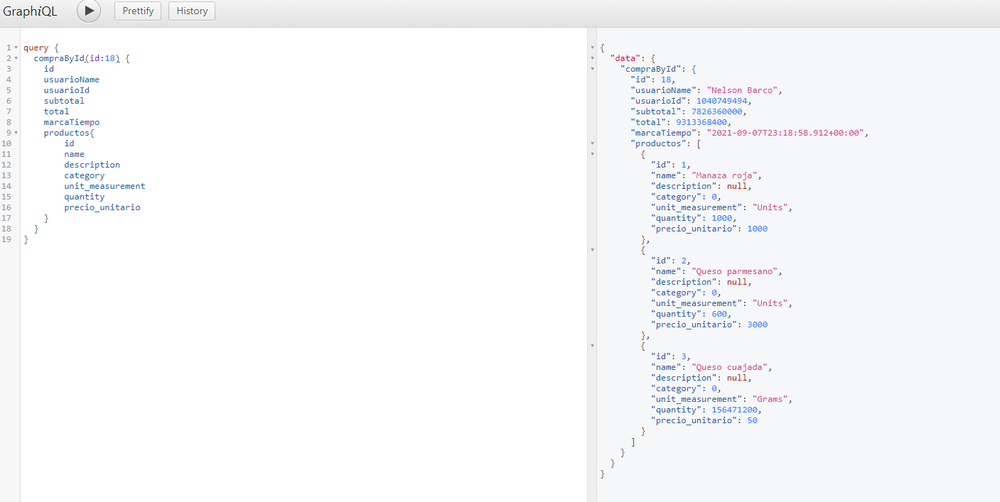 GraphiQL Prettify History
1 query {
2 compraById(id:18) {
3 id
4 usuarioName
5 usuarioId
6 subtotal
7 total
8 marcaTiempo
9 productos{
10 id
11 name
12 description
13 category
14 unit_measurement
15 quantity
16 precio_unitario
17 }
18 }
19 }
{
"data": {
"compraById": {
"id": 18,
"usuarioName": "Nelson Barco",
"usuarioId": 1040749494,
"subtotal": 7826360000,
"total": 9313368400,
"marcaTiempo": "2021-09-07T23:18:58.912+00:00",
"productos": [
{
"id": 1,
"name": "Manaza roja",
"description": null,
"category": 0,
"unit_measurement": "Units",
"quantity": 1000,
"precio_unitario": 1000
},
{
"id": 2,
"name": "Queso parmesano",
"description": null,
"category": 0,
"unit_measurement": "Units",
"quantity": 600,
"precio_unitario": 3000
},
{
"id": 3,
"name": "Queso cuajada",
"description": null,
"category": 0,
"unit_measurement": "Grams",
"quantity": 156471200,
"precio_unitario": 50
}
]
}
}
}